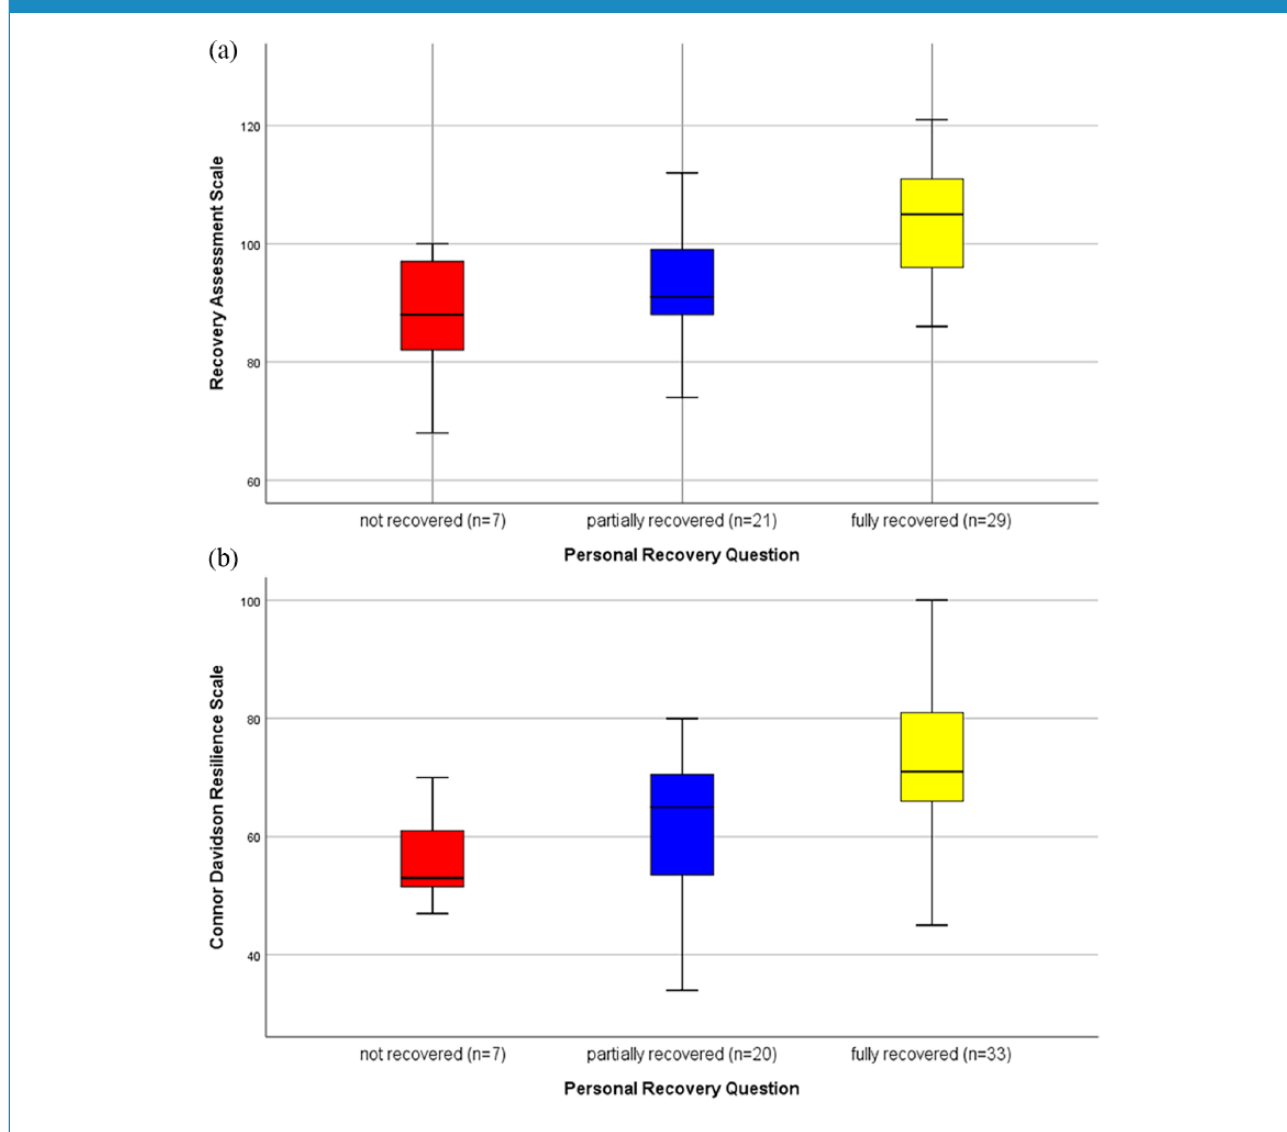 (a)
Recovery Assessment Scale
120
100
80
60
not recovered (n=7) partially recovered (n=21) fully recovered (n=29)
Personal Recovery Question
(b)
Connor Davidson Resilience Scale
100
80
60
40
not recovered (n=7) partially recovered (n=20) fully recovered (n=33)
Personal Recovery Question